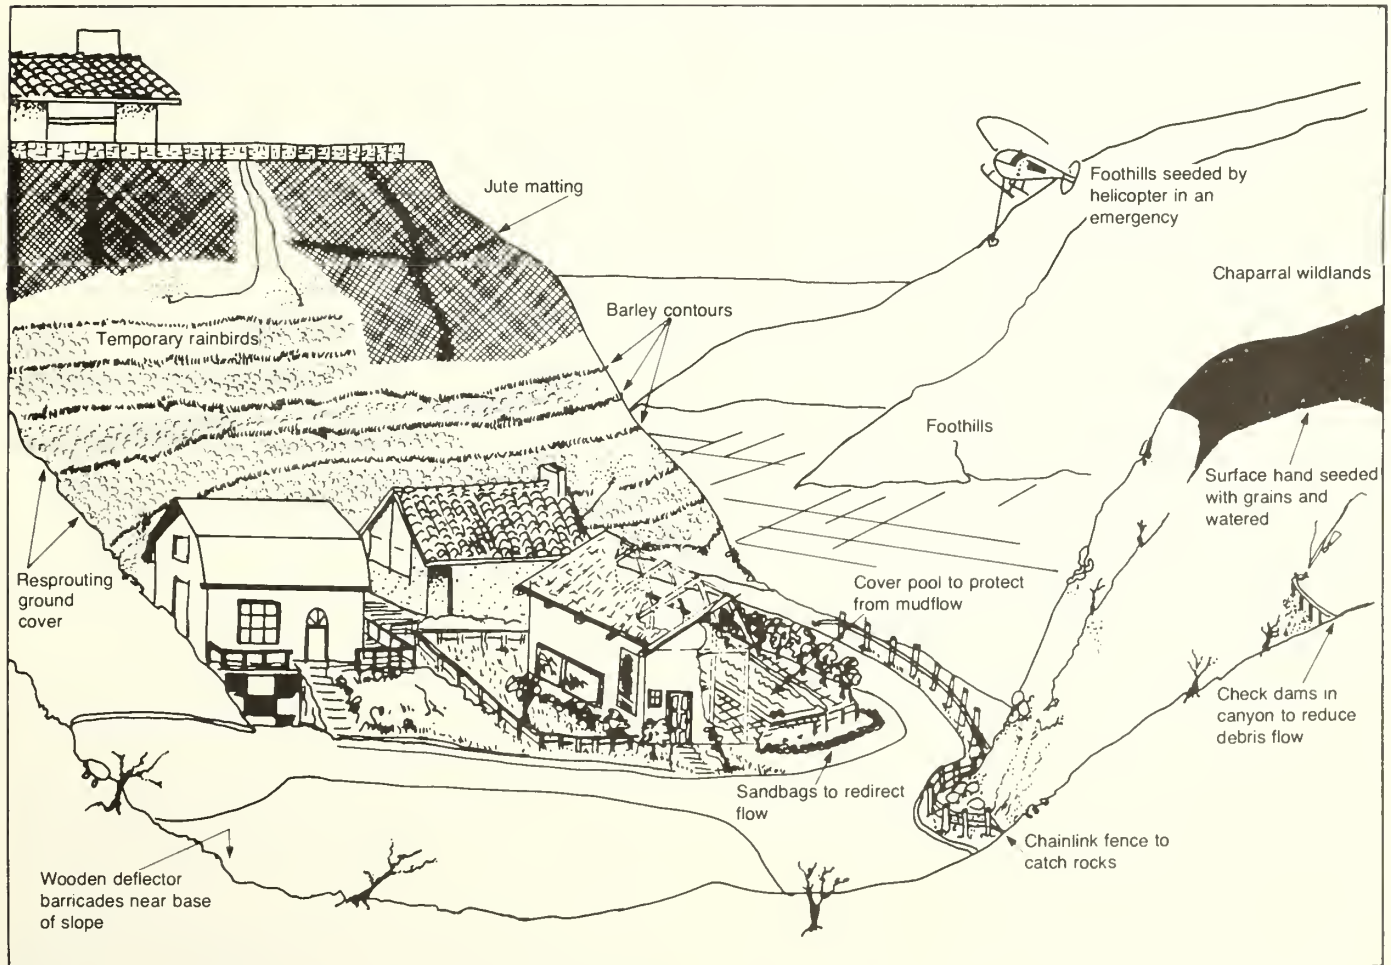 Jute matting
Foothills seeded by
helicopter in an
emergency
Chaparral wildlands
Barley contours
Temporary rainbirds
Foothills
Surface hand seeded
with grains and
watered
Resprouting
ground
cover
Cover pool to protect
from mudflow
Check dams in
canyon to reduce
debris flow
Sandbags to redirect
flow
Chainlink fence to
catch rocks
Wooden deflector
barricades near base
of slope